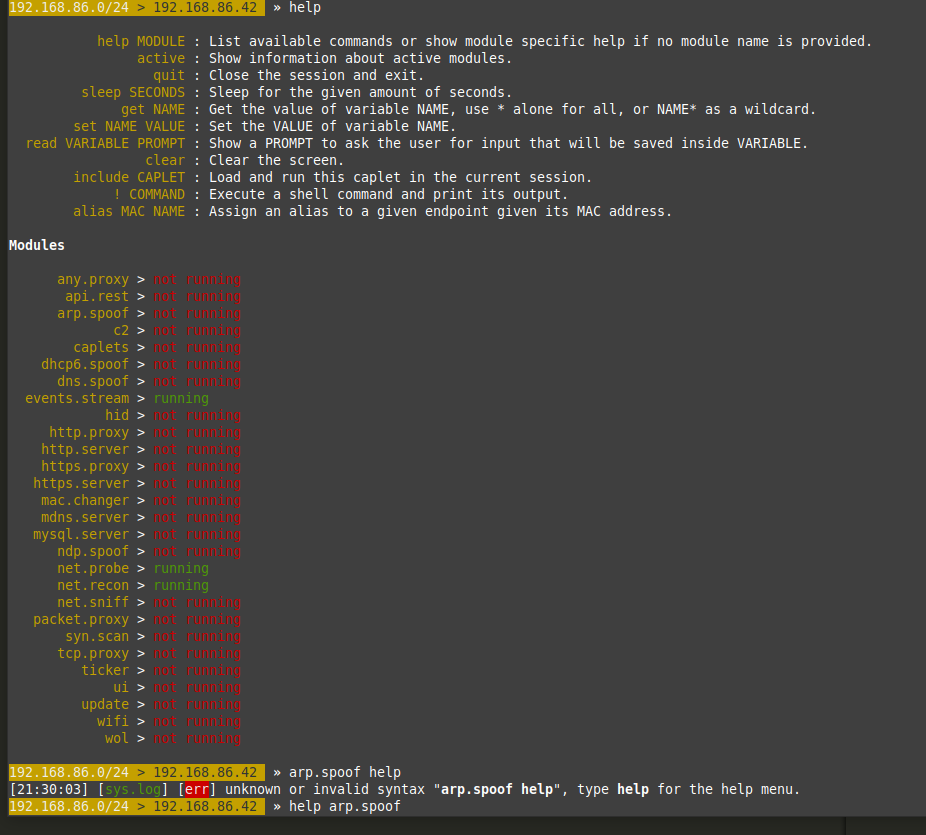 192.168.86.0/24 > 192.168.86.42 » help
help MODULE : List available commands or show module specific help if no module name is provided.
active : Show information about active modules.
quit : Close the session and exit.
sleep SECONDS : Sleep for the given amount of seconds.
get NAME : Get the value of variable NAME, use * alone for all, or NAME* as a wildcard.
set NAME VALUE : Set the VALUE of variable NAME.
read VARIABLE PROMPT : Show a PROMPT to ask the user for input that will be saved inside VARIABLE.
clear : Clear the screen.
include CAPLET : Load and run this caplet in the current session.
! COMMAND : Execute a shell command and print its output.
alias MAC NAME : Assign an alias to a given endpoint given its MAC address.
Modules
any.proxy > not running
api.rest > not running
arp.spoof > not running
c2 > not running
caplets > not running
dhcp6.spoof > not running
dns.spoof > not running
events.stream > running
hid > not running
http.proxy > not running
http.server > not running
https.proxy > not running
https.server > not running
mac.changer > not running
mdns.server > not running
mysql.server > not running
ndp.spoof > not running
net.probe > running
net.recon > running
net.sniff > not running
packet.proxy > not running
syn.scan > not running
tcp.proxy > not running
ticker > not running
ui > not running
update > not running
wifi > not running
wol > not running
192.168.86.0/24 > 192.168.86.42 » arp.spoof help
[21:30:03] [sys.log] [err] unknown or invalid syntax "arp.spoof help", type help for the help menu.
192.168.86.0/24 > 192.168.86.42 » help arp.spoof